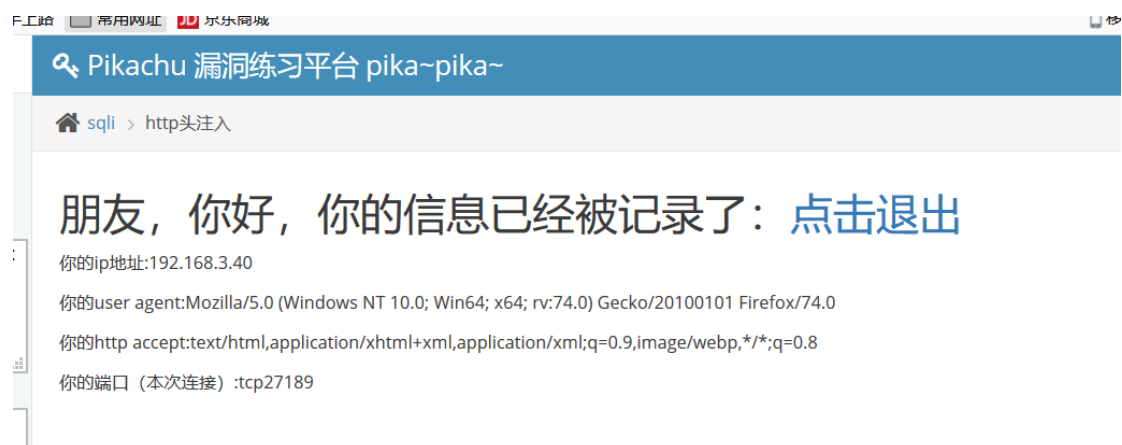 上路 常用网址 JD 京东商城
Pikachu 漏洞练习平台 pika~pika~
sqli > http头注入
朋友，你好，你的信息已经被记录了：点击退出
你的ip地址:192.168.3.40
你的user agent:Mozilla/5.0 (Windows NT 10.0; Win64; x64; rv:74.0) Gecko/20100101 Firefox/74.0
你的http accept:text/html,application/xhtml+xml,application/xml;q=0.9,image/webp,*/*;q=0.8
你的端口（本次连接）:tcp27189